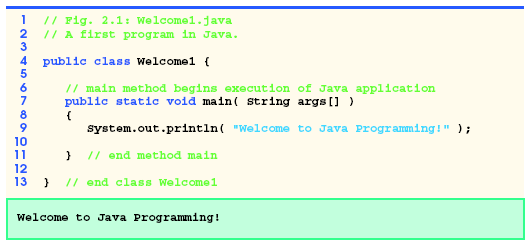 1 // Fig. 2.1: Welcome1.java
2 // A first program in Java.
3
4 public class Welcome1 {
5
6 // main method begins execution of Java application
7 public static void main( String args[] )
8 {
9 System.out.println( "Welcome to Java Programming!" );
10
11 } // end method main
12
13 } // end class Welcome1
Welcome to Java Programming!